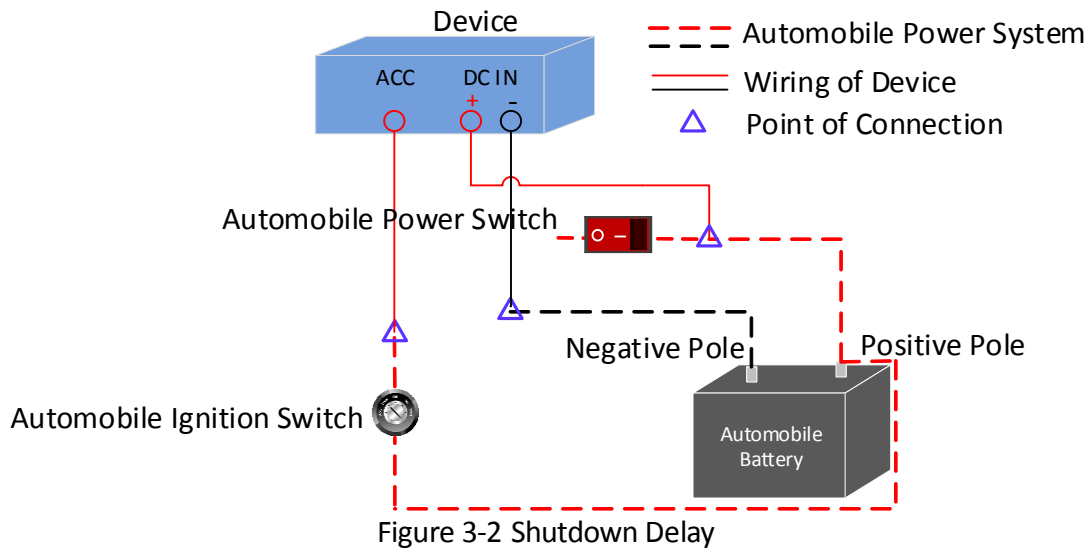 Device
Automobile Power System
ACC
DC IN
Wiring of Device
+
-
Point of Connection
Automobile Power Switch
Negative Pole
Positive Pole
Automobile Ignition Switch
Automobile
Battery
Figure 3-2 Shutdown Delay